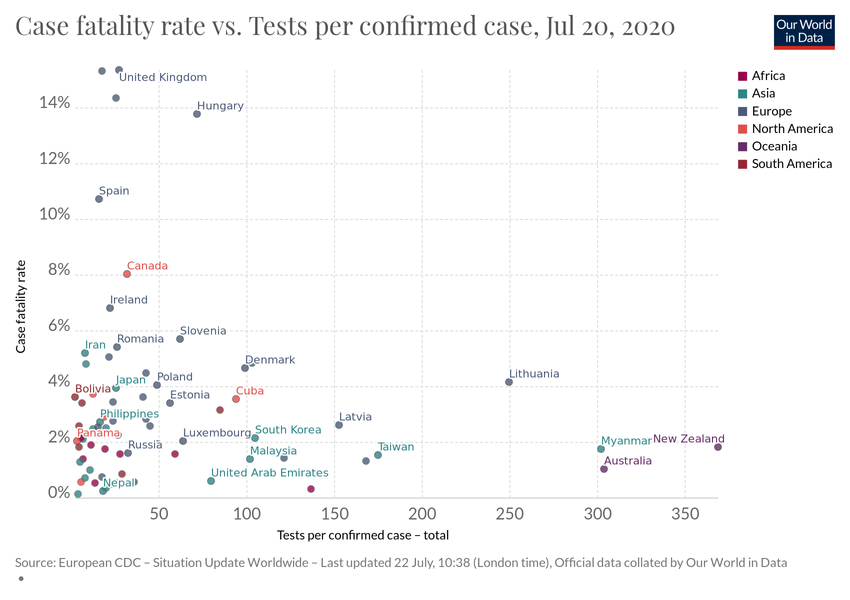 Case fatality rate vs. Tests per confirmed case, Jul 20, 2020
Our World
in Data
United Kingdom
14%
Hungary
12%
Spain
10%
Canada
8%
Ireland
6%
Slovenia
Romania
Iran
Denmark
Lithuania
4%
Japan
Poland
Bolivia
Estonia
Cuba
Philippines
Latvia
2%
Panama
Luxembourg
South Korea
Russia
Malaysia
Taiwan
Myanmar
New Zealand
Australia
United Arab Emirates
Nepal
0%
50
100
150
200
250
300
350
Case fatality rate
Tests per confirmed case – total
Africa
Asia
Europe
North America
Oceania
South America
Source: European CDC – Situation Update Worldwide – Last updated 22 July, 10:38 (London time), Official data collated by Our World in Data